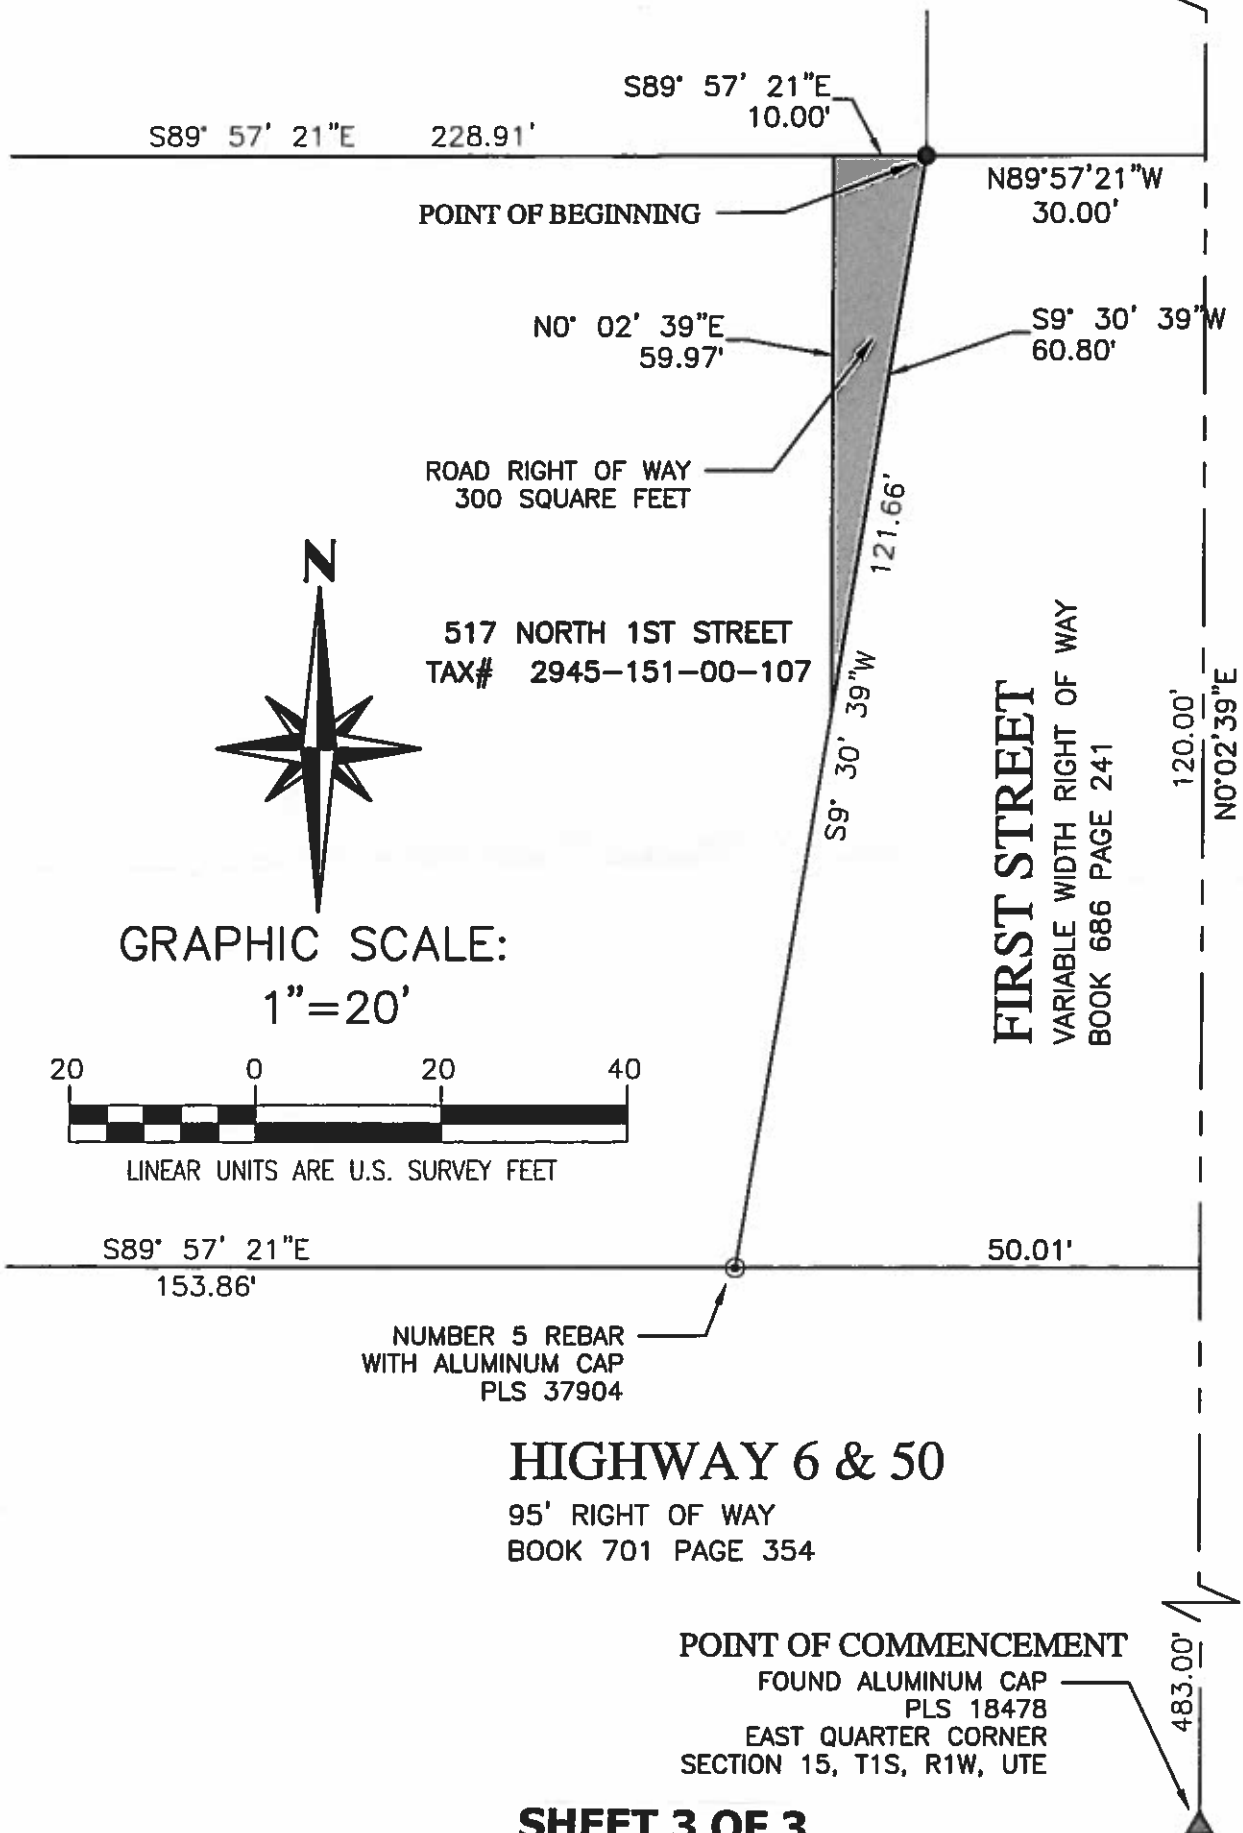 S89° 57' 21"E
10.00'
S89° 57' 21"E 228.91'
N89°57'21"W
30.00'
POINT OF BEGINNING
N0° 02' 39"E
59.97'
S9° 30' 39"W
60.80'
ROAD RIGHT OF WAY
300 SQUARE FEET
121.66'
S9° 30' 39"W
N
517 NORTH 1ST STREET
TAX# 2945-151-00-107
FIRST STREET
VARIABLE WIDTH RIGHT OF WAY
BOOK 686 PAGE 241
120.00'
N0°02'39"E
GRAPHIC SCALE:
1"=20'
20 0 20 40
LINEAR UNITS ARE U.S. SURVEY FEET
S89° 57' 21"E
153.86'
50.01'
NUMBER 5 REBAR
WITH ALUMINUM CAP
PLS 37904
HIGHWAY 6 & 50
95' RIGHT OF WAY
BOOK 701 PAGE 354
POINT OF COMMENCEMENT
FOUND ALUMINUM CAP
PLS 18478
EAST QUARTER CORNER
SECTION 15, T1S, R1W, UTE
483.00'
SHEET 3 OF 3